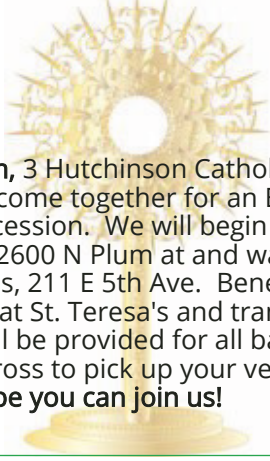 n, 3 Hutchinson Cathol
come together for an E
cession. We will begin
2600 N Plum at and wa
s, 211 E 5th Ave. Bene
at St. Teresa's and tran
l be provided for all ba
ross to pick up your ve
pe you can join us!